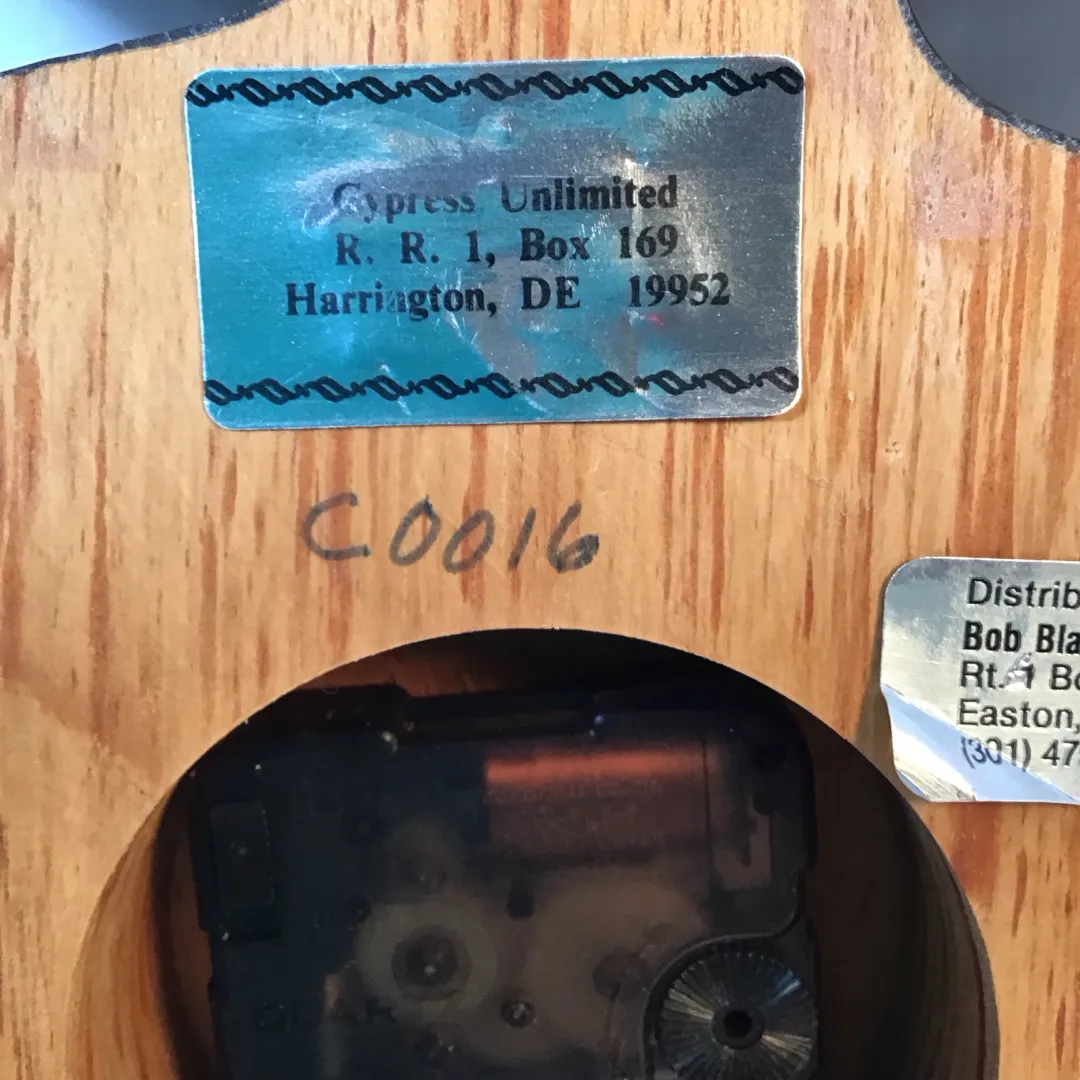 Cypress Unlimited
R. R. 1, Box 169
Harrington, DE 19952
C0016
Distrib
Bob Bla
Rt. 1 Bo
Easton,
(301) 47